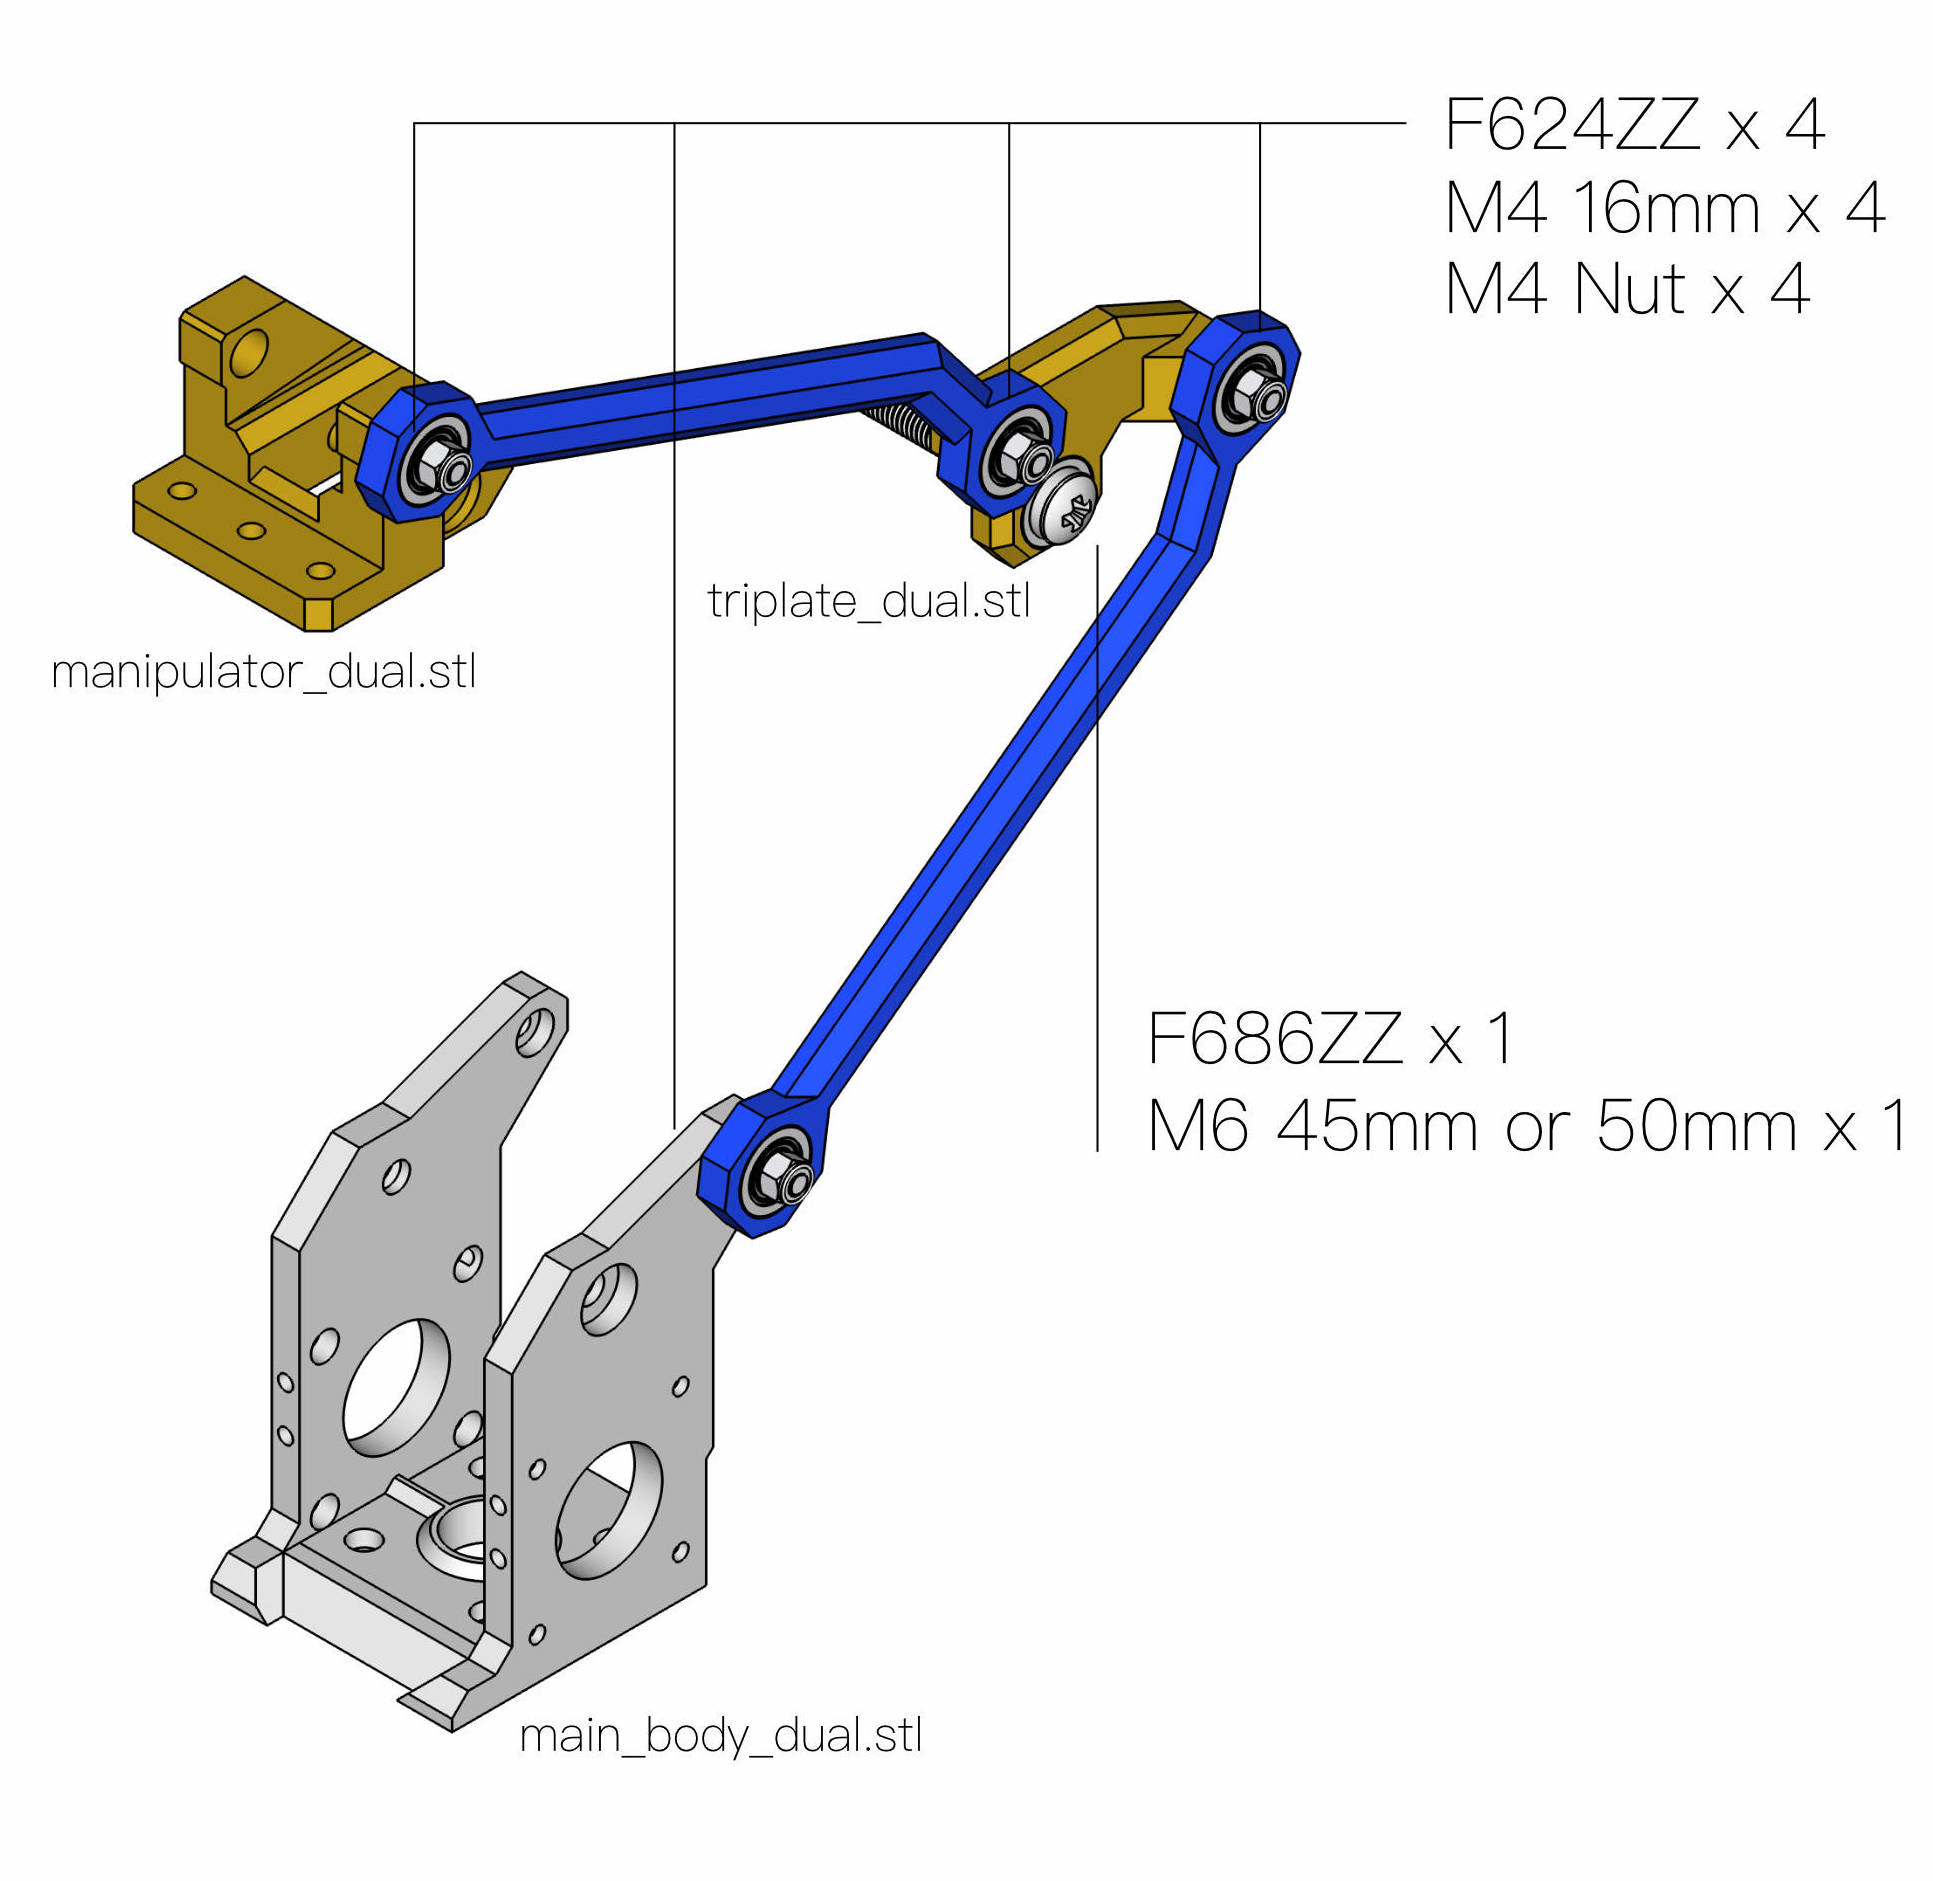 F624ZZ x 4
M4 16mm x 4
M4 Nut x 4
triplate_dual.stl
manipulator_dual.stl
F686ZZ x 1
M6 45mm or 50mm x 1
main_body_dual.stl